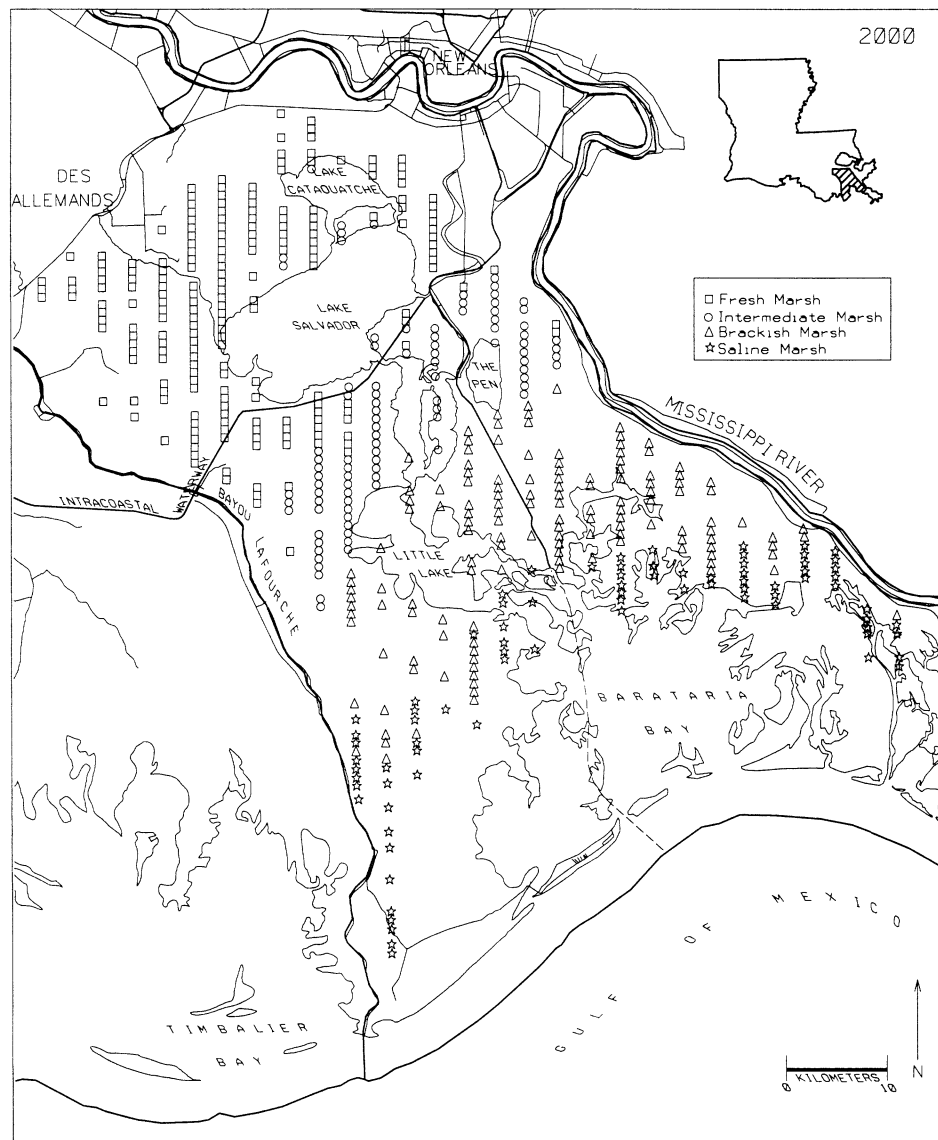 2000
NEW
ORLEANS
DES
ALLEMANDS
LAKE
CATAOUATCHE
LAKE
SALVADOR
□ Fresh Marsh
○ Intermediate Marsh
△ Brackish Marsh
☆ Saline Marsh
THE
PEN
MISSISSIPPI RIVER
INTRACOASTAL
WATERWAY
BAYOU
LAFOURCHE
LITTLE
LAKE
BARATARIA
BAY
GULF OF MEXICO
TIMBALIER
BAY
KILOMETERS
0 10
N